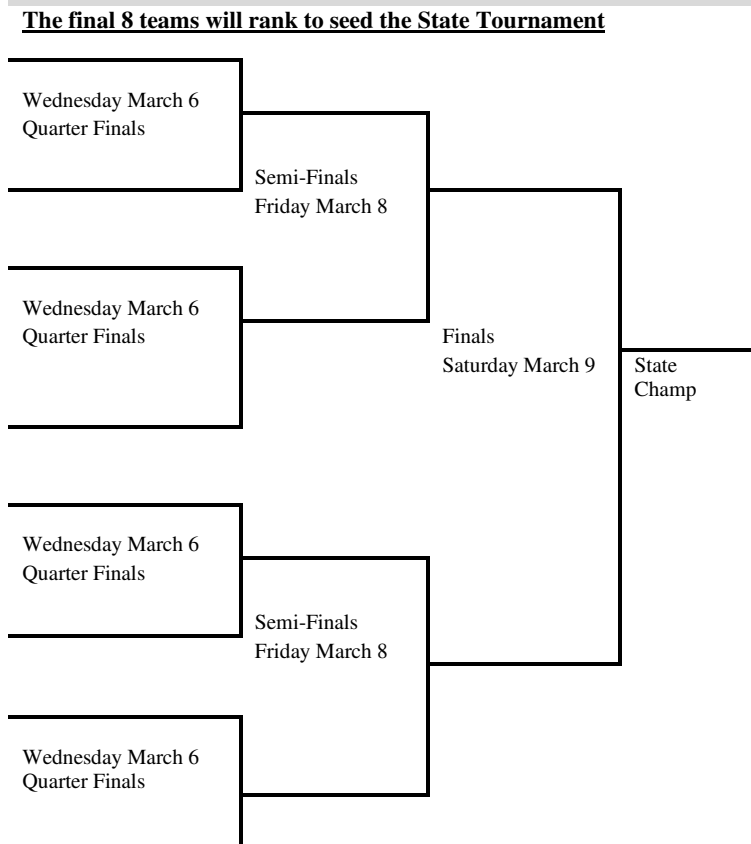 The final 8 teams will rank to seed the State Tournament
Wednesday March 6
Quarter Finals
Semi-Finals
Friday March 8
Wednesday March 6
Quarter Finals
Finals
Saturday March 9
State
Champ
Wednesday March 6
Quarter Finals
Semi-Finals
Friday March 8
Wednesday March 6
Quarter Finals